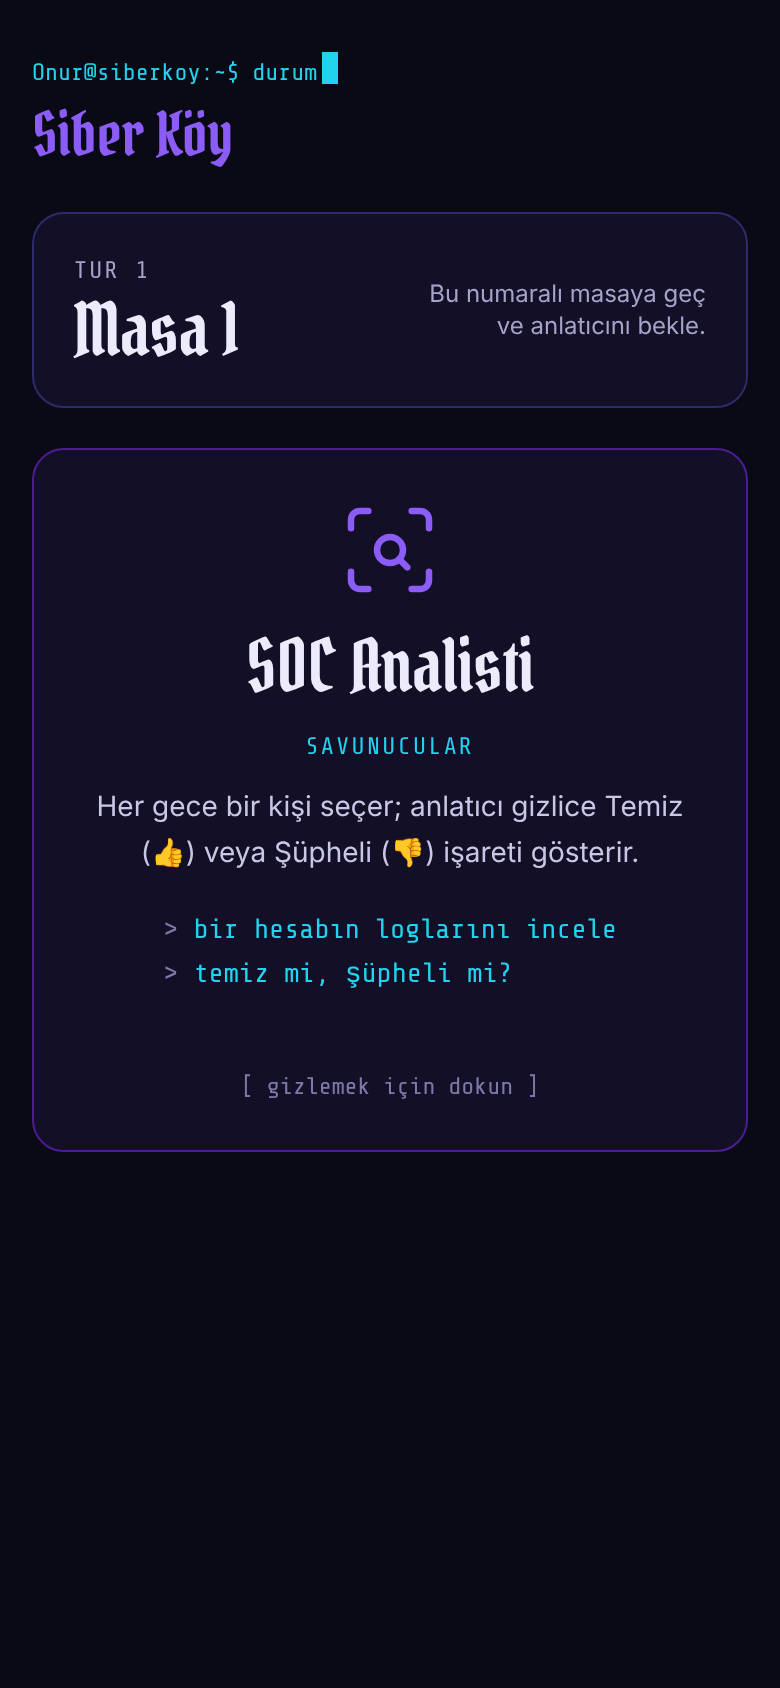 Onur@siberkoy:~$ durum
Siber Köy
TUR 1
Masa 1
Bu numaralı masaya geç
ve anlatıcını bekle.
SOC Analisti
SAVUNUCULAR
Her gece bir kişi seçer; anlatıcı gizlice Temiz
(👍) veya Şüpheli (👎) işareti gösterir.
> bir hesabın loglarını incele
> temiz mi, şüpheli mi?
[ gizlemek için dokun ]